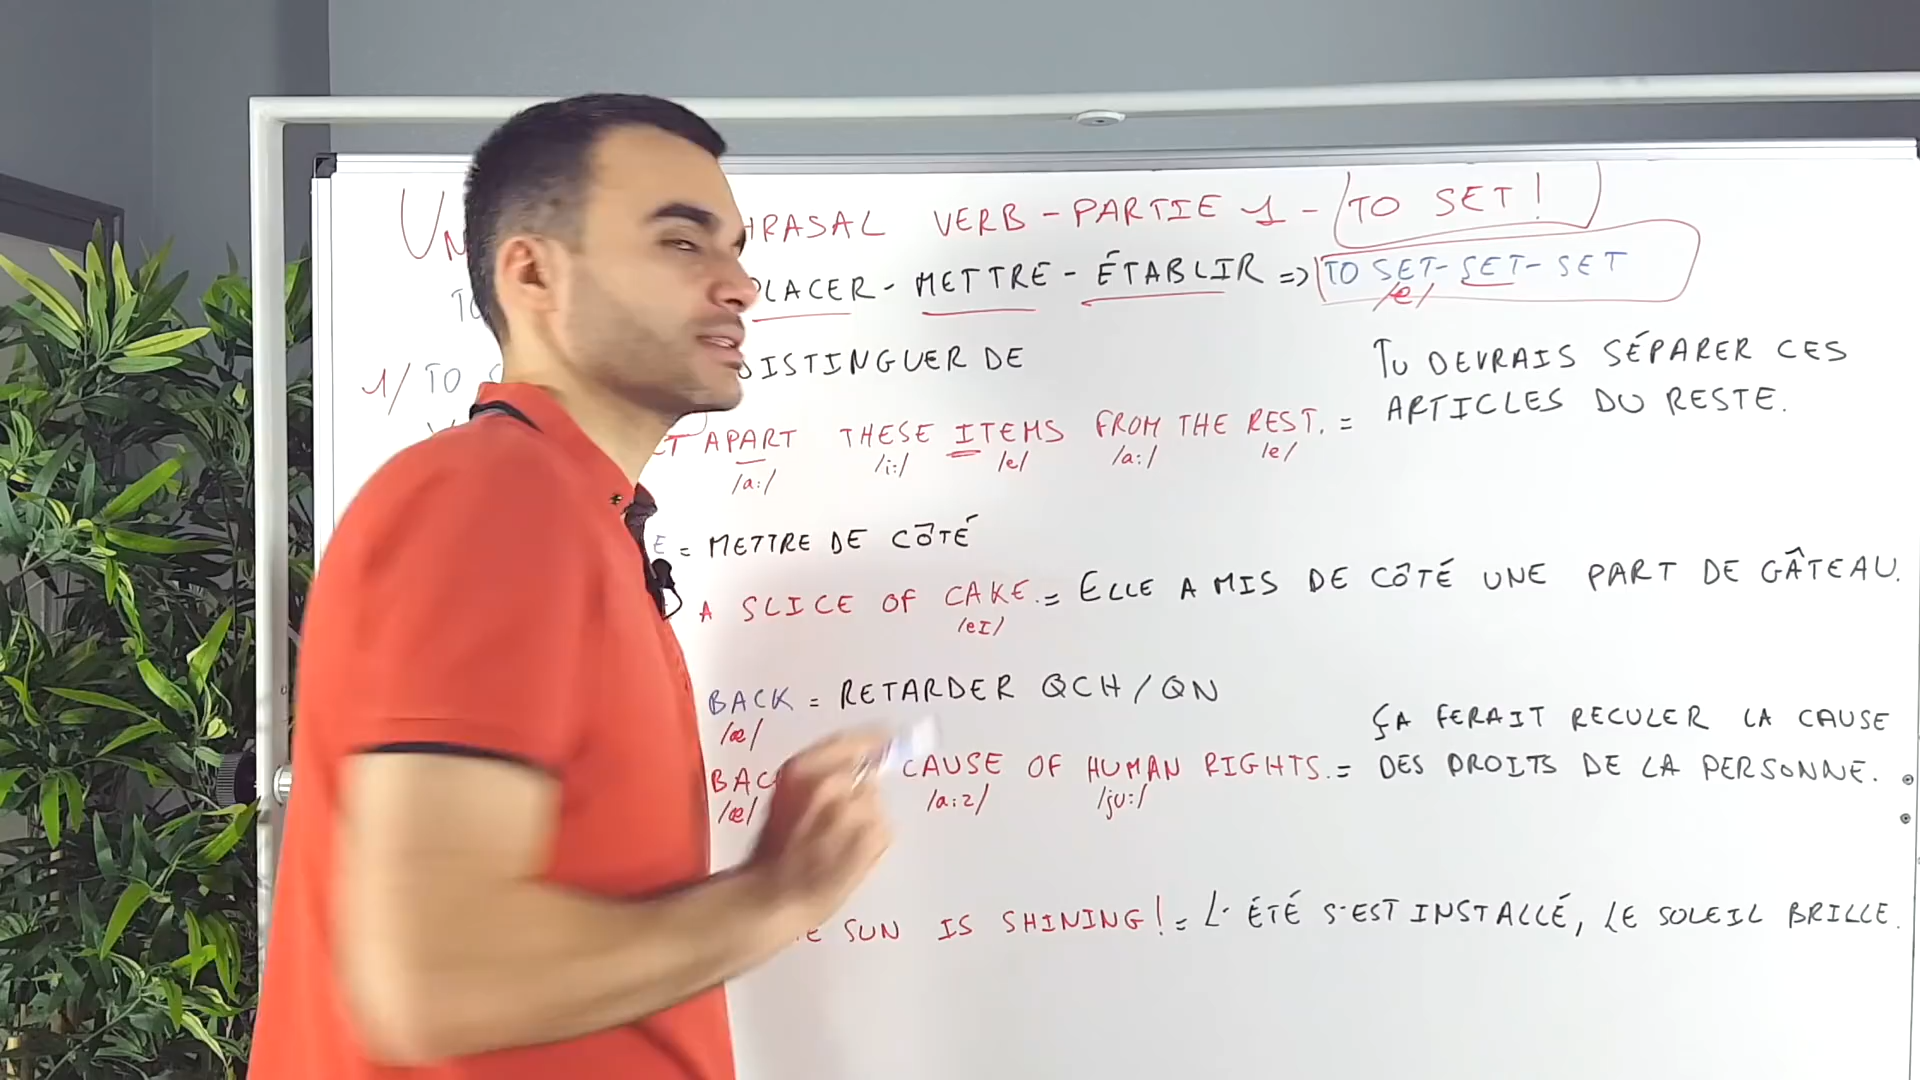 UN HRASAL VERB - PARTIE 1 - TO SET !
PLACER - METTRE - ÉTABLIR => TO SET - SET - SET
/e/
1/ TO S DISTINGUER DE
TU DEVRAIS SÉPARER CES
ARTICLES DU RESTE.
ET APART THESE ITEMS FROM THE REST. =
/a:/ /i:/ /e/ /a:/ /e/
E = METTRE DE CÔTÉ
D A SLICE OF CAKE. = ELLE A MIS DE CÔTÉ UNE PART DE GÂTEAU.
/eI/
BACK = RETARDER QCH / QN
/æ/
ÇA FERAIT RECULER LA CAUSE
BAC CAUSE OF HUMAN RIGHTS. = DES DROITS DE LA PERSONNE.
/æ/ /a:z/ /ju:/
E SUN IS SHINING ! = L'ÉTÉ S'EST INSTALLÉ, LE SOLEIL BRILLE.